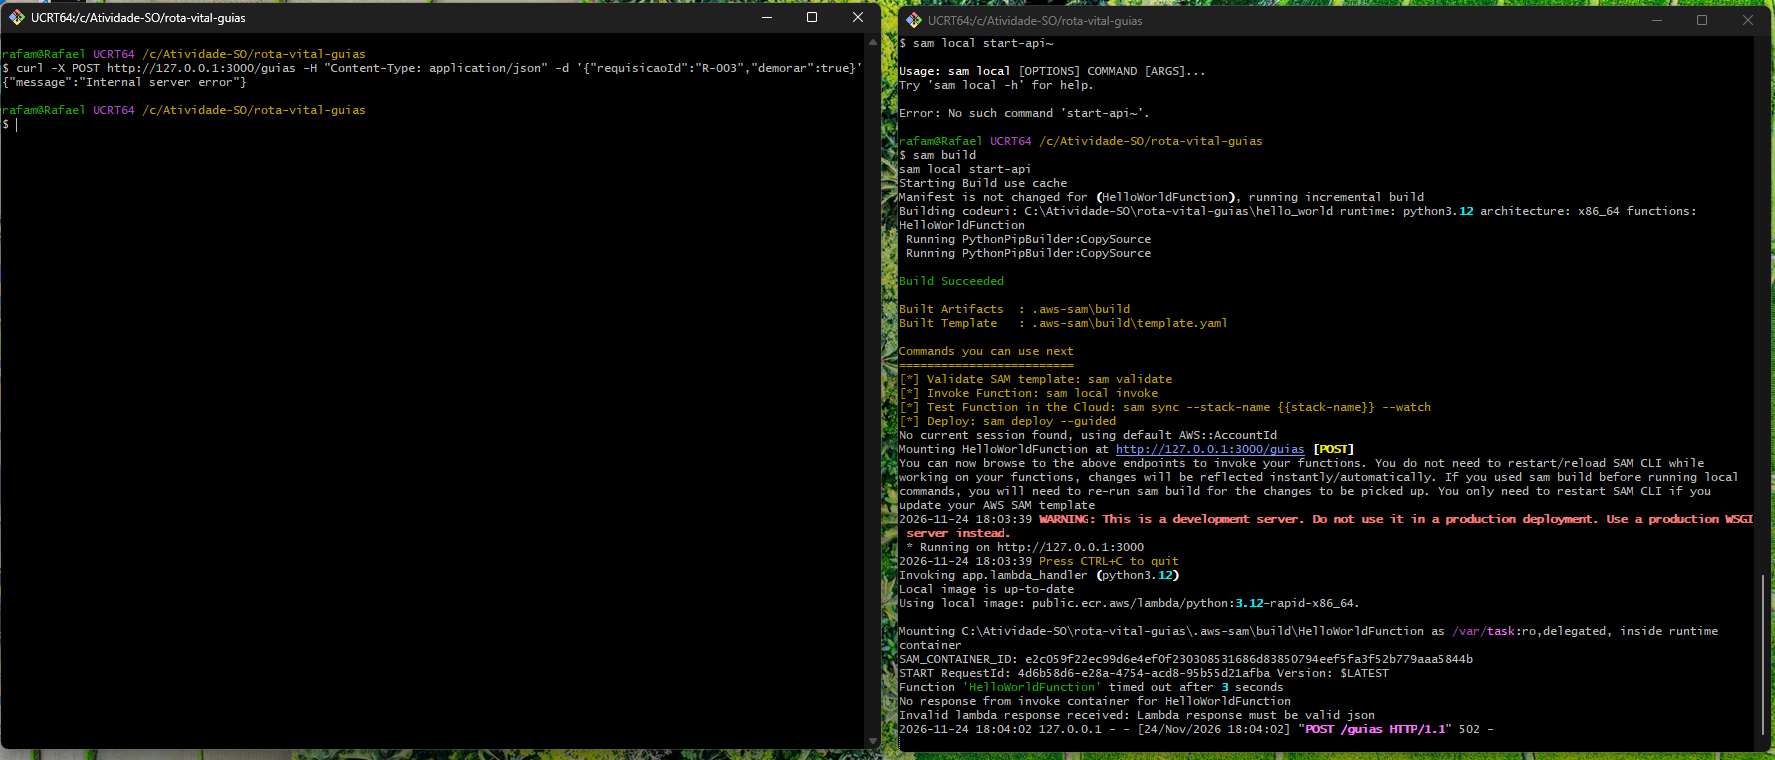 UCRT64:/c/Atividade-SO/rota-vital-guias
rafam@Rafael UCRT64 /c/Atividade-SO/rota-vital-guias
$ curl -X POST http://127.0.0.1:3000/guias -H "Content-Type: application/json" -d '{"requisicaoId":"R-003","demorar":true}'
{"message":"Internal server error"}
rafam@Rafael UCRT64 /c/Atividade-SO/rota-vital-guias
$
UCRT64:/c/Atividade-SO/rota-vital-guias
$ sam local start-api~
Usage: sam local [OPTIONS] COMMAND [ARGS]...
Try 'sam local -h' for help.
Error: No such command 'start-api~'.
rafam@Rafael UCRT64 /c/Atividade-SO/rota-vital-guias
$ sam build
sam local start-api
Starting Build use cache
Manifest is not changed for (HelloWorldFunction), running incremental build
Building codeuri: C:\Atividade-SO\rota-vital-guias\hello_world runtime: python3.12 architecture: x86_64 functions:
HelloWorldFunction
 Running PythonPipBuilder:CopySource
 Running PythonPipBuilder:CopySource
Build Succeeded
Built Artifacts  : .aws-sam\build
Built Template   : .aws-sam\build\template.yaml
Commands you can use next
=========================
[*] Validate SAM template: sam validate
[*] Invoke Function: sam local invoke
[*] Test Function in the Cloud: sam sync --stack-name {{stack-name}} --watch
[*] Deploy: sam deploy --guided
No current session found, using default AWS::AccountId
Mounting HelloWorldFunction at http://127.0.0.1:3000/guias [POST]
You can now browse to the above endpoints to invoke your functions. You do not need to restart/reload SAM CLI while
working on your functions, changes will be reflected instantly/automatically. If you used sam build before running local
commands, you will need to re-run sam build for the changes to be picked up. You only need to restart SAM CLI if you
update your AWS SAM template
2026-11-24 18:03:39 WARNING: This is a development server. Do not use it in a production deployment. Use a production WSGI
 server instead.
 * Running on http://127.0.0.1:3000
2026-11-24 18:03:39 Press CTRL+C to quit
Invoking app.lambda_handler (python3.12)
Local image is up-to-date
Using local image: public.ecr.aws/lambda/python:3.12-rapid-x86_64.
Mounting C:\Atividade-SO\rota-vital-guias\.aws-sam\build\HelloWorldFunction as /var/task:ro,delegated, inside runtime
container
SAM_CONTAINER_ID: e2c059f22ec99d6e4ef0f230308531686d83850794eef5fa3f52b779aaa5844b
START RequestId: 4d6b58d6-e28a-4754-acd8-95b55d21afba Version: $LATEST
Function 'HelloWorldFunction' timed out after 3 seconds
No response from invoke container for HelloWorldFunction
Invalid lambda response received: Lambda response must be valid json
2026-11-24 18:04:02 127.0.0.1 - - [24/Nov/2026 18:04:02] "POST /guias HTTP/1.1" 502 -